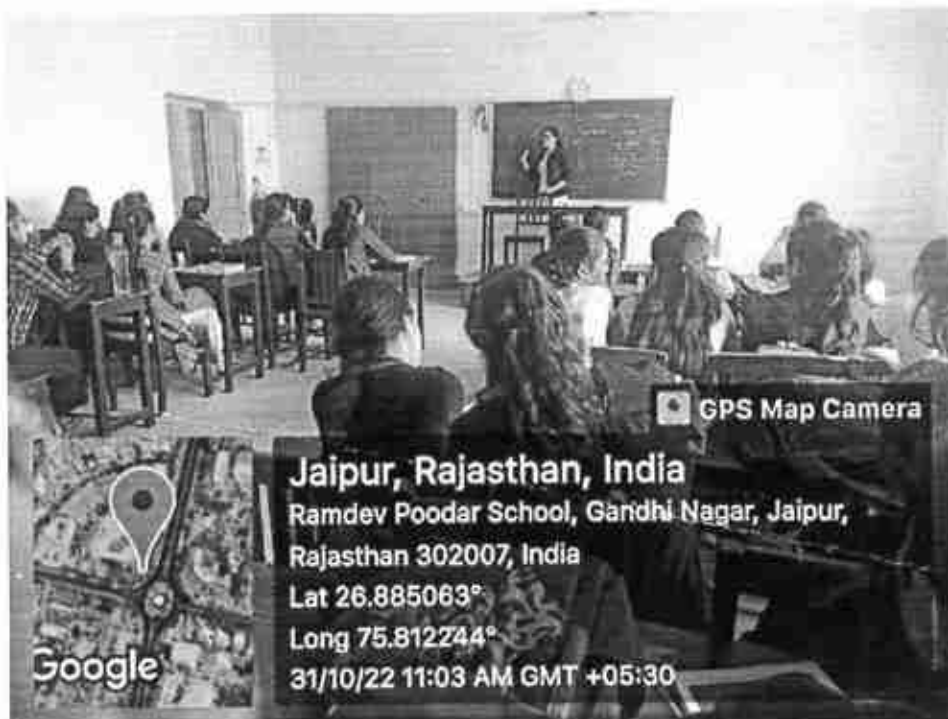 GPS Map Camera
Jaipur, Rajasthan, India
Ramdev Poodar School, Gandhi Nagar, Jaipur,
Rajasthan 302007, India
Lat 26.885063°
Long 75.812244°
31/10/22 11:03 AM GMT +05:30
Google